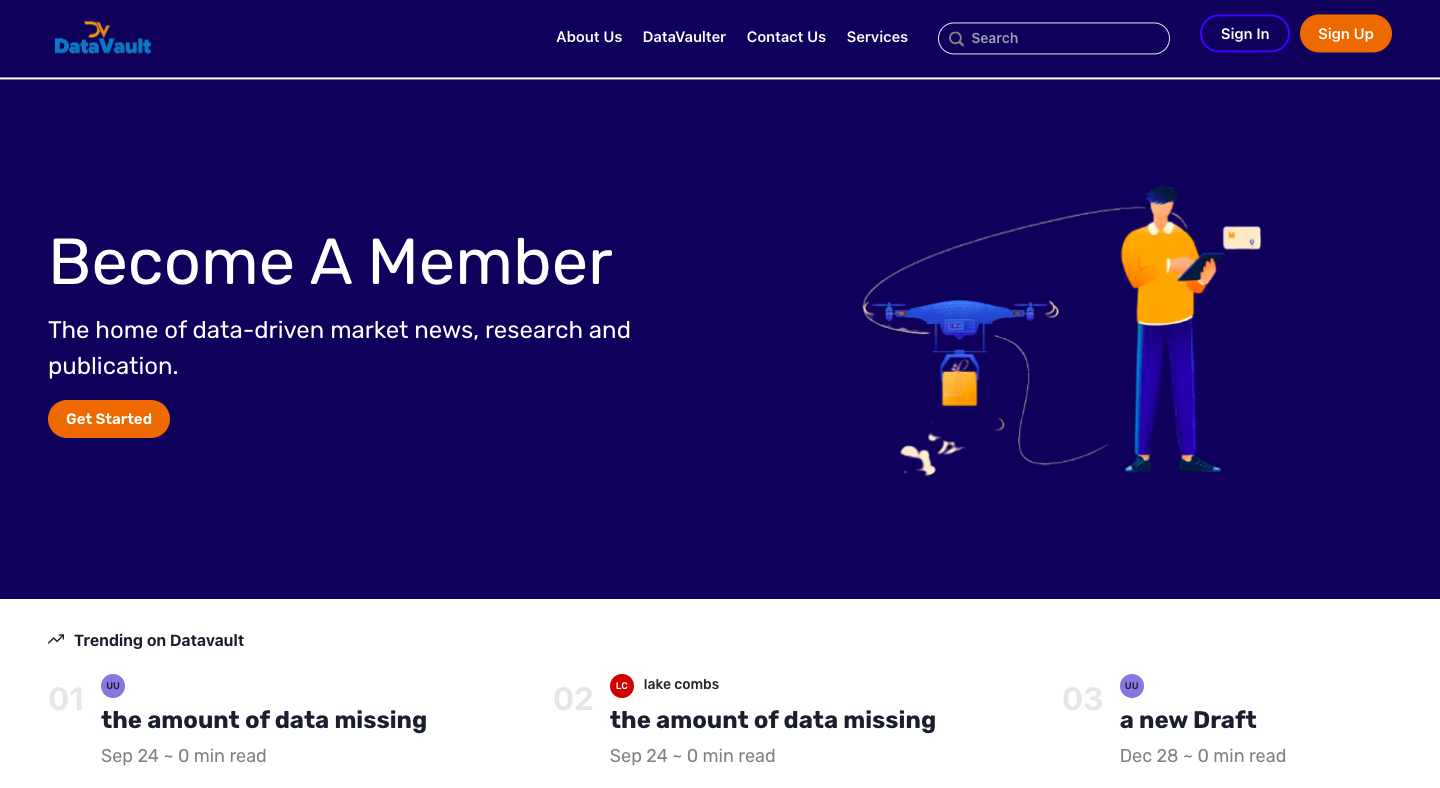 DV
DataVault
About Us
DataVaulter
Contact Us
Services
Search
Sign In
Sign Up
Become A Member
The home of data-driven market news, research and
publication.
Get Started
Trending on Datavault
01
UU
the amount of data missing
Sep 24 ~ 0 min read
02
LC
lake combs
the amount of data missing
Sep 24 ~ 0 min read
03
UU
a new Draft
Dec 28 ~ 0 min read